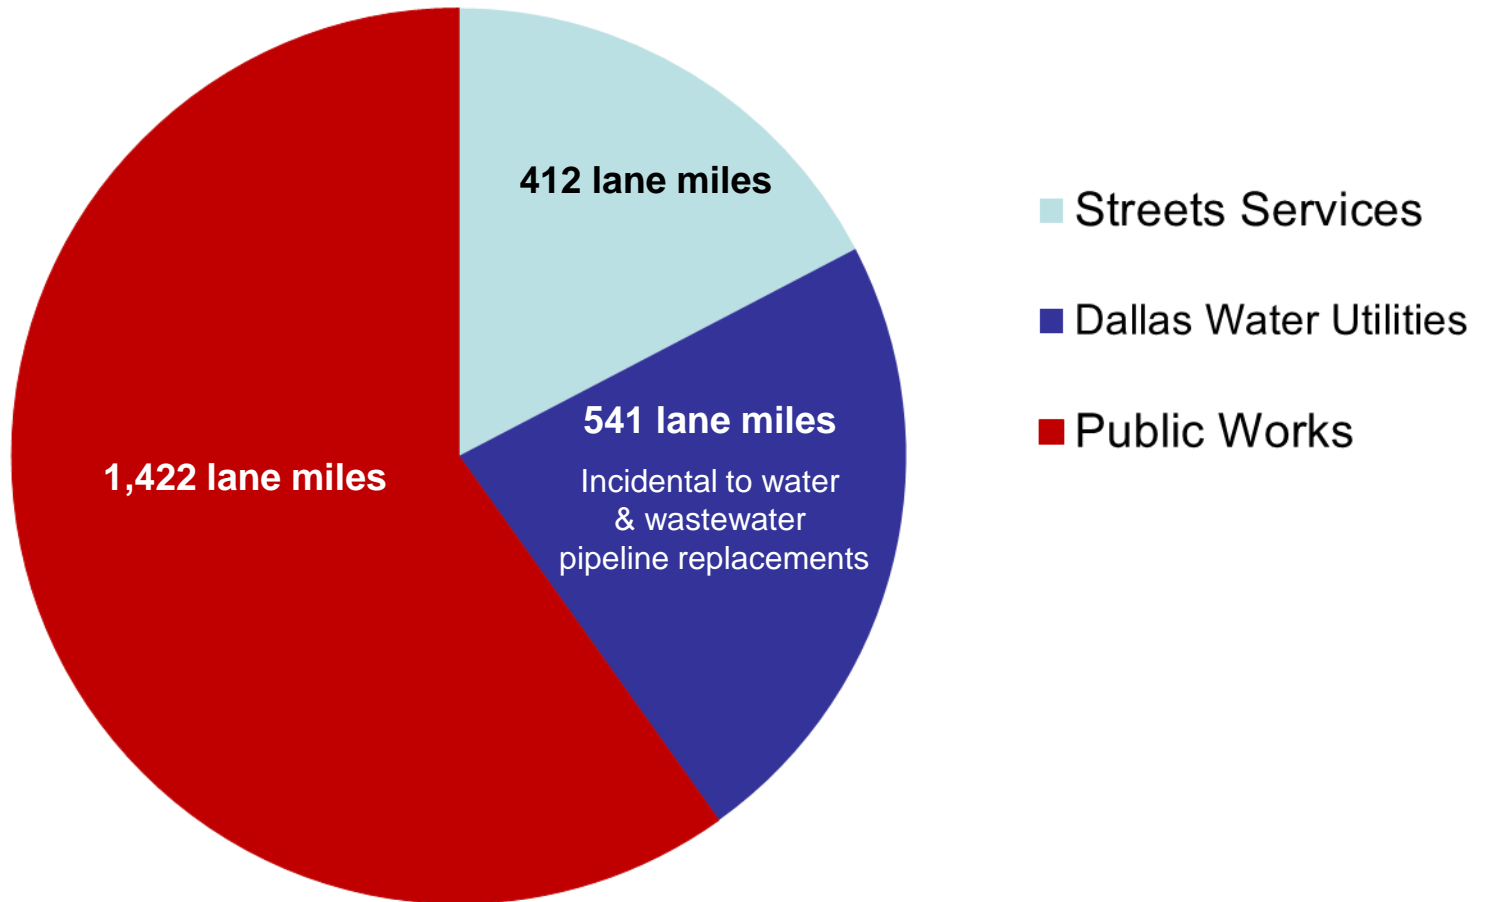 412 lane miles
541 lane miles
Incidental to water
& wastewater
pipeline replacements
1,422 lane miles
Streets Services
Dallas Water Utilities
Public Works